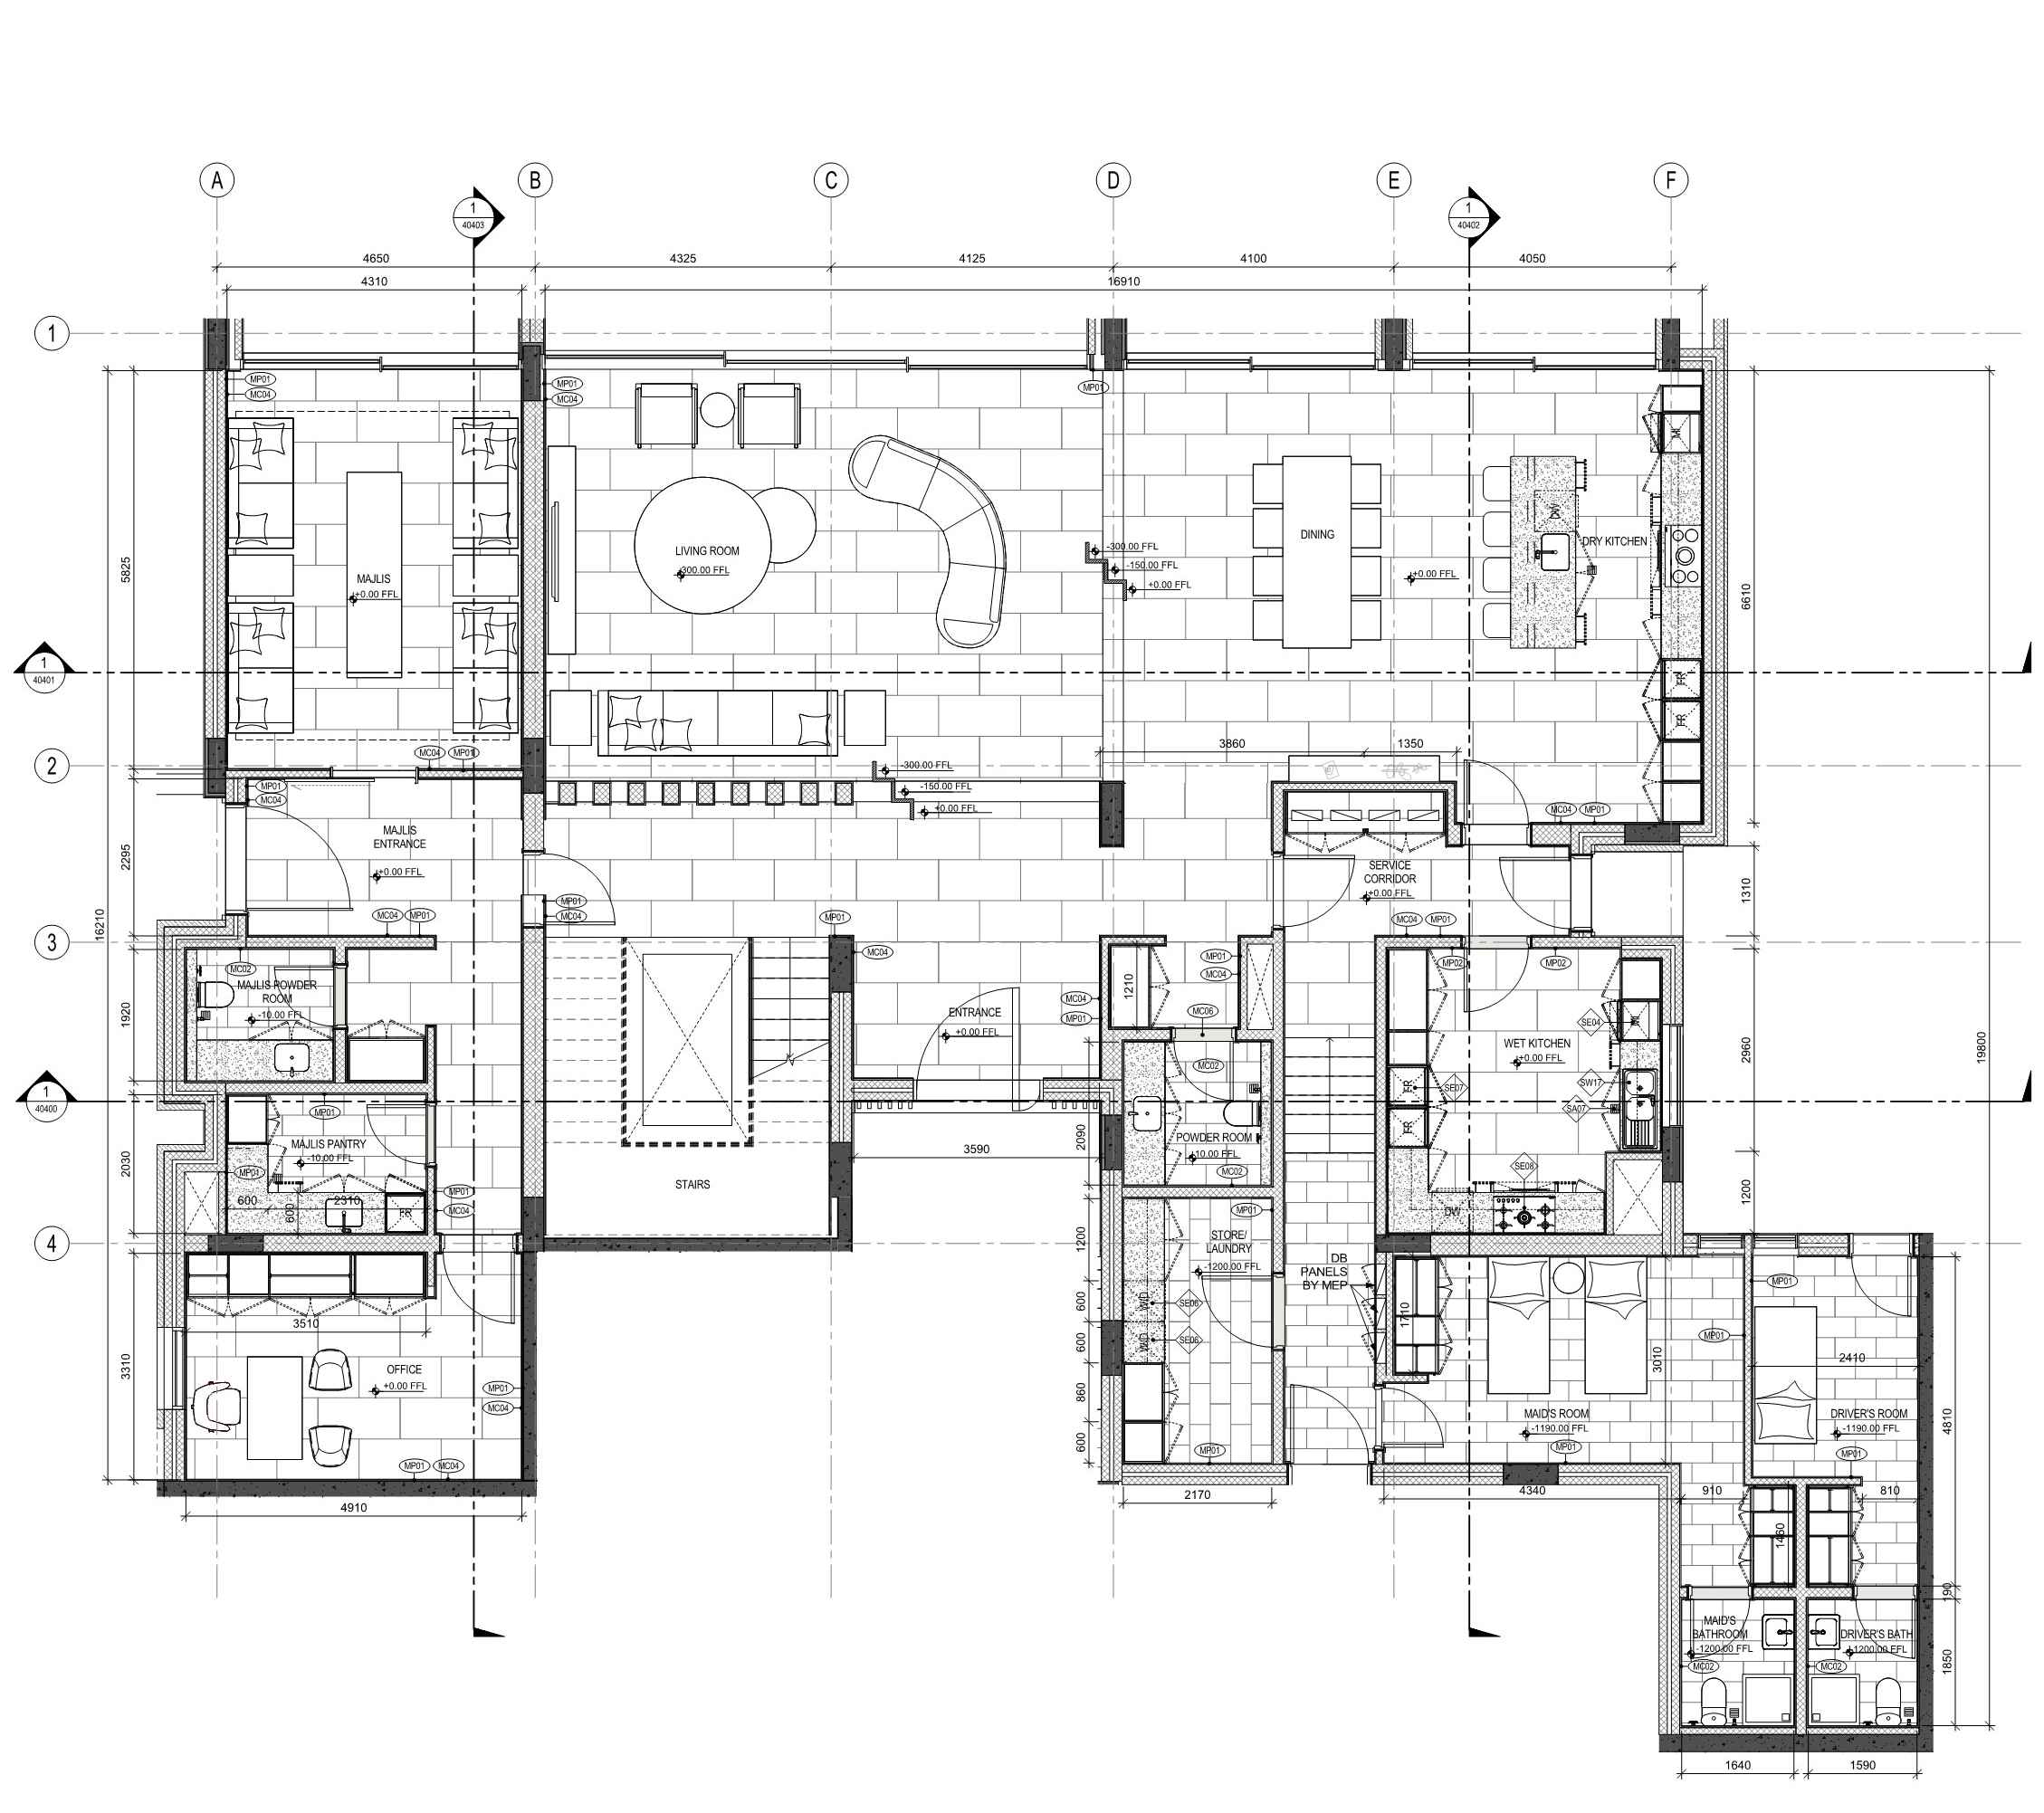 A
B
C
D
E
F
1
40403
1
40402
4650
4325
4125
4100
4050
4310
16910
1
MP01
MC04
MP01
MC04
MP01
M
DW
DINING
DRY KITCHEN
LIVING ROOM
-300.00 FFL
-300.00 FFL
-150.00 FFL
+0.00 FFL
+0.00 FFL
MAJLIS
+0.00 FFL
5825
6610
1
40401
FR
FR
MC04
MP01
3860
1350
2
-300.00 FFL
-150.00 FFL
+0.00 FFL
MP01
MC04
MC04
MP01
MAJLIS
ENTRANCE
+0.00 FFL
2295
SERVICE
CORRIDOR
+0.00 FFL
1310
MP01
MC04
MC04
MP01
MP01
MC04
MP01
16210
3
MC04
MP01
MC04
MP02
MP02
MC02
MAJLIS POWDER
ROOM
-10.00 FFL
1920
1210
MC04
MP01
MC06
ENTRANCE
+0.00 FFL
SE04
M
WET KITCHEN
+0.00 FFL
2960
19800
1
40400
MC02
SE07
FR
FR
SW17
SA07
MP01
MAJLIS PANTRY
-10.00 FFL
2030
MP01
600
2310
600
FR
MP01
MC04
3590
2090
POWDER ROOM
-10.00 FFL
MC02
STAIRS
SE08
DW
1200
4
MP01
STORE/
LAUNDRY
-1200.00 FFL
1200
DB
PANELS
BY MEP
MP01
WD
SE06
600
WD
SE06
600
3510
1710
3010
MP01
2410
OFFICE
+0.00 FFL
MP01
MC04
3310
860
600
MAID'S ROOM
-1190.00 FFL
MP01
DRIVER'S ROOM
-1190.00 FFL
MP01
4810
MP01
MC04
MP01
4910
2170
4340
910
810
1460
190
MAID'S
BATHROOM
-1200.00 FFL
MC02
DRIVER'S BATH
-1200.00 FFL
MC02
1850
1640
1590